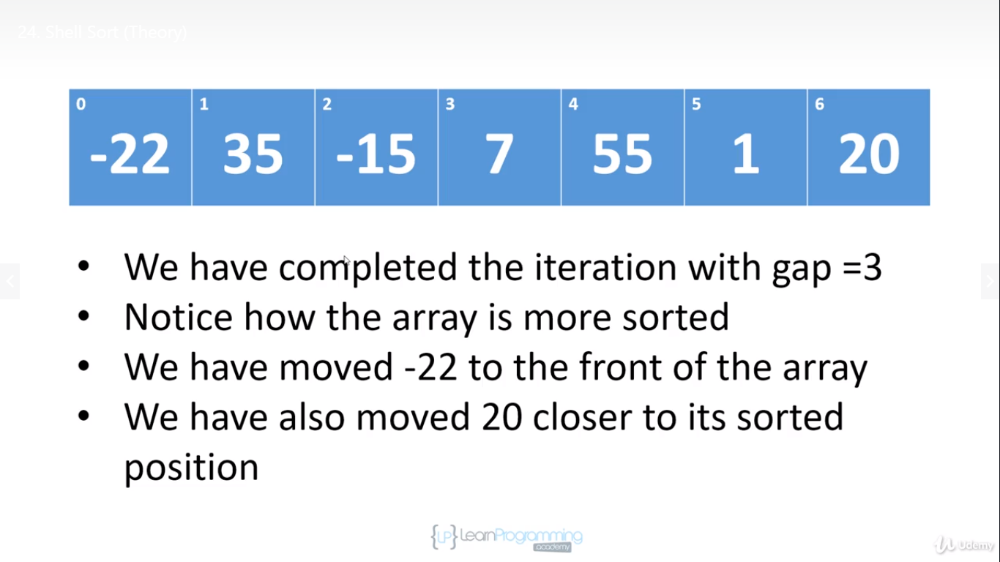 24. Shell Sort (Theory)
0 1 2 3 4 5 6
-22 35 -15 7 55 1 20
• We have completed the iteration with gap =3
• Notice how the array is more sorted
• We have moved -22 to the front of the array
• We have also moved 20 closer to its sorted
position
{LP} LearnProgramming
academy
Udemy